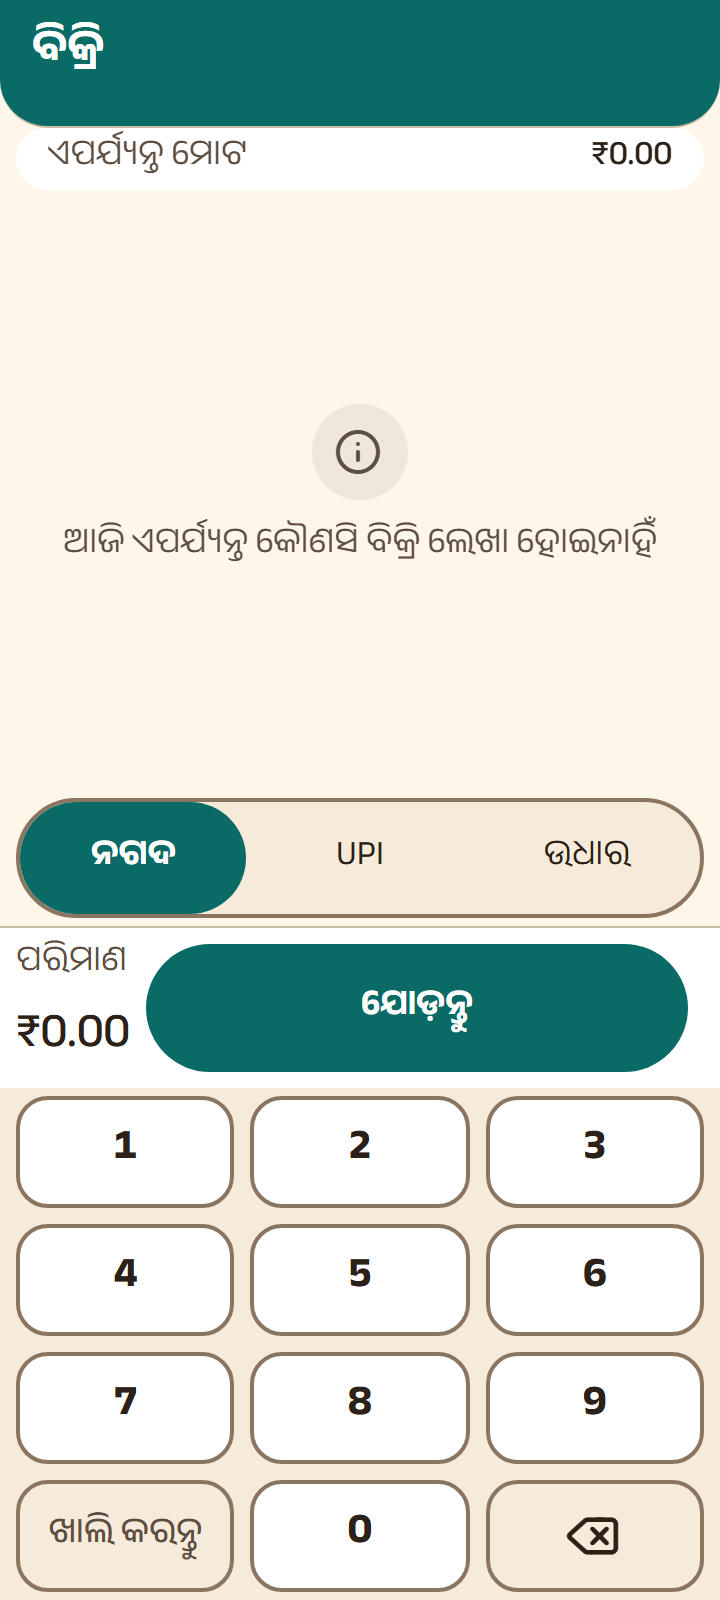 ବିକ୍ରି
ଏପର୍ଯ୍ୟନ୍ତ ମୋଟ ₹0.00
ଆଜି ଏପର୍ଯ୍ୟନ୍ତ କୌଣସି ବିକ୍ରି ଲେଖା ହୋଇନାହିଁ
ନଗଦ UPI ଉଧାର
ପରିମାଣ
₹0.00
ଯୋଡ଼ନ୍ତୁ
1 2 3
4 5 6
7 8 9
ଖାଲି କରନ୍ତୁ 0